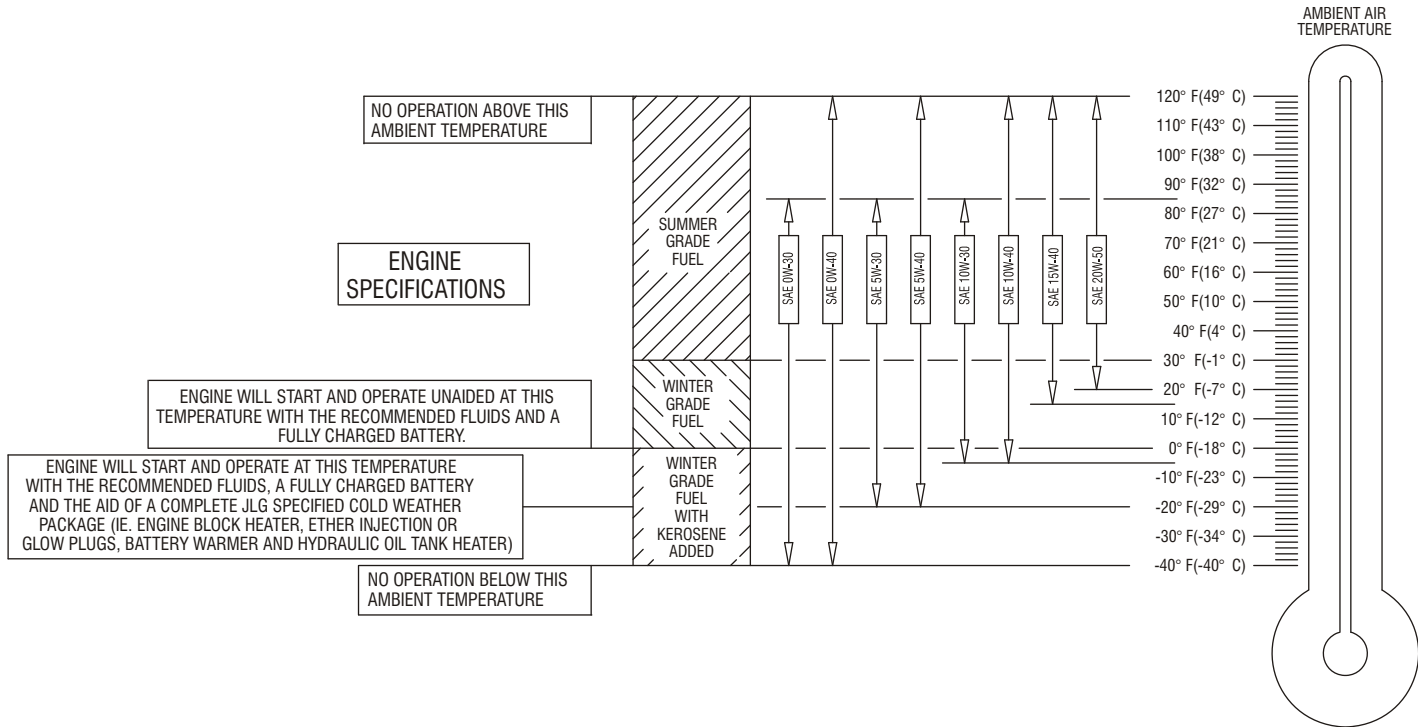 AMBIENT AIR
TEMPERATURE
NO OPERATION ABOVE THIS
AMBIENT TEMPERATURE
ENGINE
SPECIFICATIONS
ENGINE WILL START AND OPERATE UNAIDED AT THIS
TEMPERATURE WITH THE RECOMMENDED FLUIDS AND A
FULLY CHARGED BATTERY.
ENGINE WILL START AND OPERATE AT THIS TEMPERATURE
WITH THE RECOMMENDED FLUIDS, A FULLY CHARGED BATTERY
AND THE AID OF A COMPLETE JLG SPECIFIED COLD WEATHER
PACKAGE (IE. ENGINE BLOCK HEATER, ETHER INJECTION OR
GLOW PLUGS, BATTERY WARMER AND HYDRAULIC OIL TANK HEATER)
NO OPERATION BELOW THIS
AMBIENT TEMPERATURE
SUMMER
GRADE
FUEL
WINTER
GRADE
FUEL
WINTER
GRADE
FUEL
WITH
KEROSENE
ADDED
SAE 0W-30
SAE 0W-40
SAE 5W-30
SAE 5W-40
SAE 10W-30
SAE 10W-40
SAE 15W-40
SAE 20W-50
120° F(49° C)
110° F(43° C)
100° F(38° C)
90° F(32° C)
80° F(27° C)
70° F(21° C)
60° F(16° C)
50° F(10° C)
40° F(4° C)
30° F(-1° C)
20° F(-7° C)
10° F(-12° C)
0° F(-18° C)
-10° F(-23° C)
-20° F(-29° C)
-30° F(-34° C)
-40° F(-40° C)